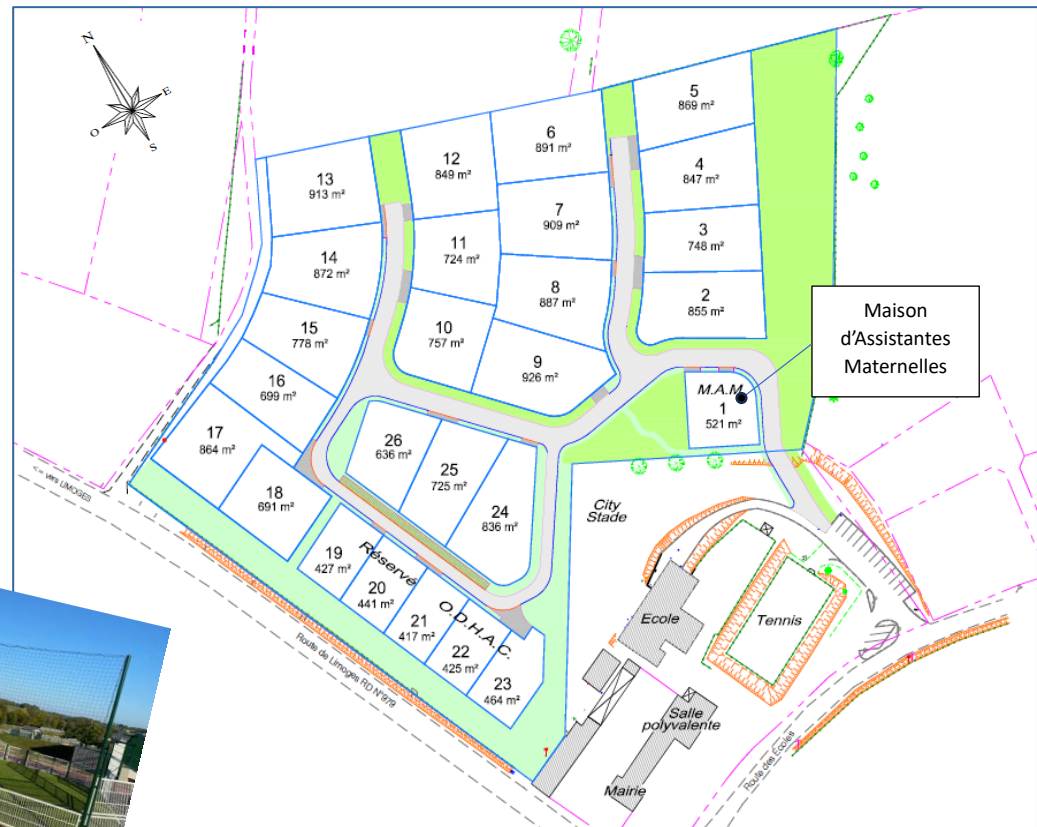 N
E
O
S
5
869 m²
6
891 m²
4
847 m²
12
849 m²
13
913 m²
7
909 m²
3
748 m²
11
724 m²
14
872 m²
8
887 m²
2
855 m²
Maison
d'Assistantes
Maternelles
15
778 m²
10
757 m²
9
926 m²
16
699 m²
M.A.M
1
521 m²
17
864 m²
26
636 m²
25
725 m²
18
691 m²
24
836 m²
<= vers LIMOGES
City
Stade
19
427 m²
Réservé
20
441 m²
O.D.H.A.C.
21
417 m²
22
425 m²
23
464 m²
Ecole
Tennis
Route de Limoges RD N°979
Salle
polyvalente
Mairie
Route des Ecoles